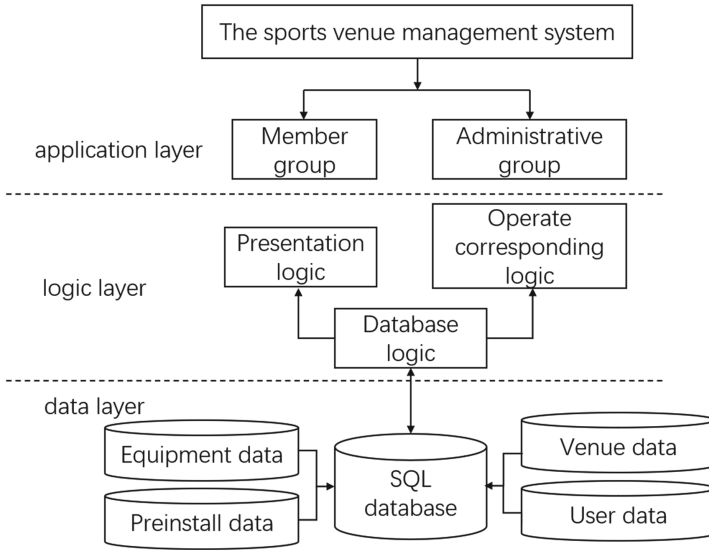 The sports venue management system
Member
group
Administrative
group
application layer
Presentation
logic
Operate
corresponding
logic
logic layer
Database
logic
data layer
Equipment data
Preinstall data
SQL
database
Venue data
User data